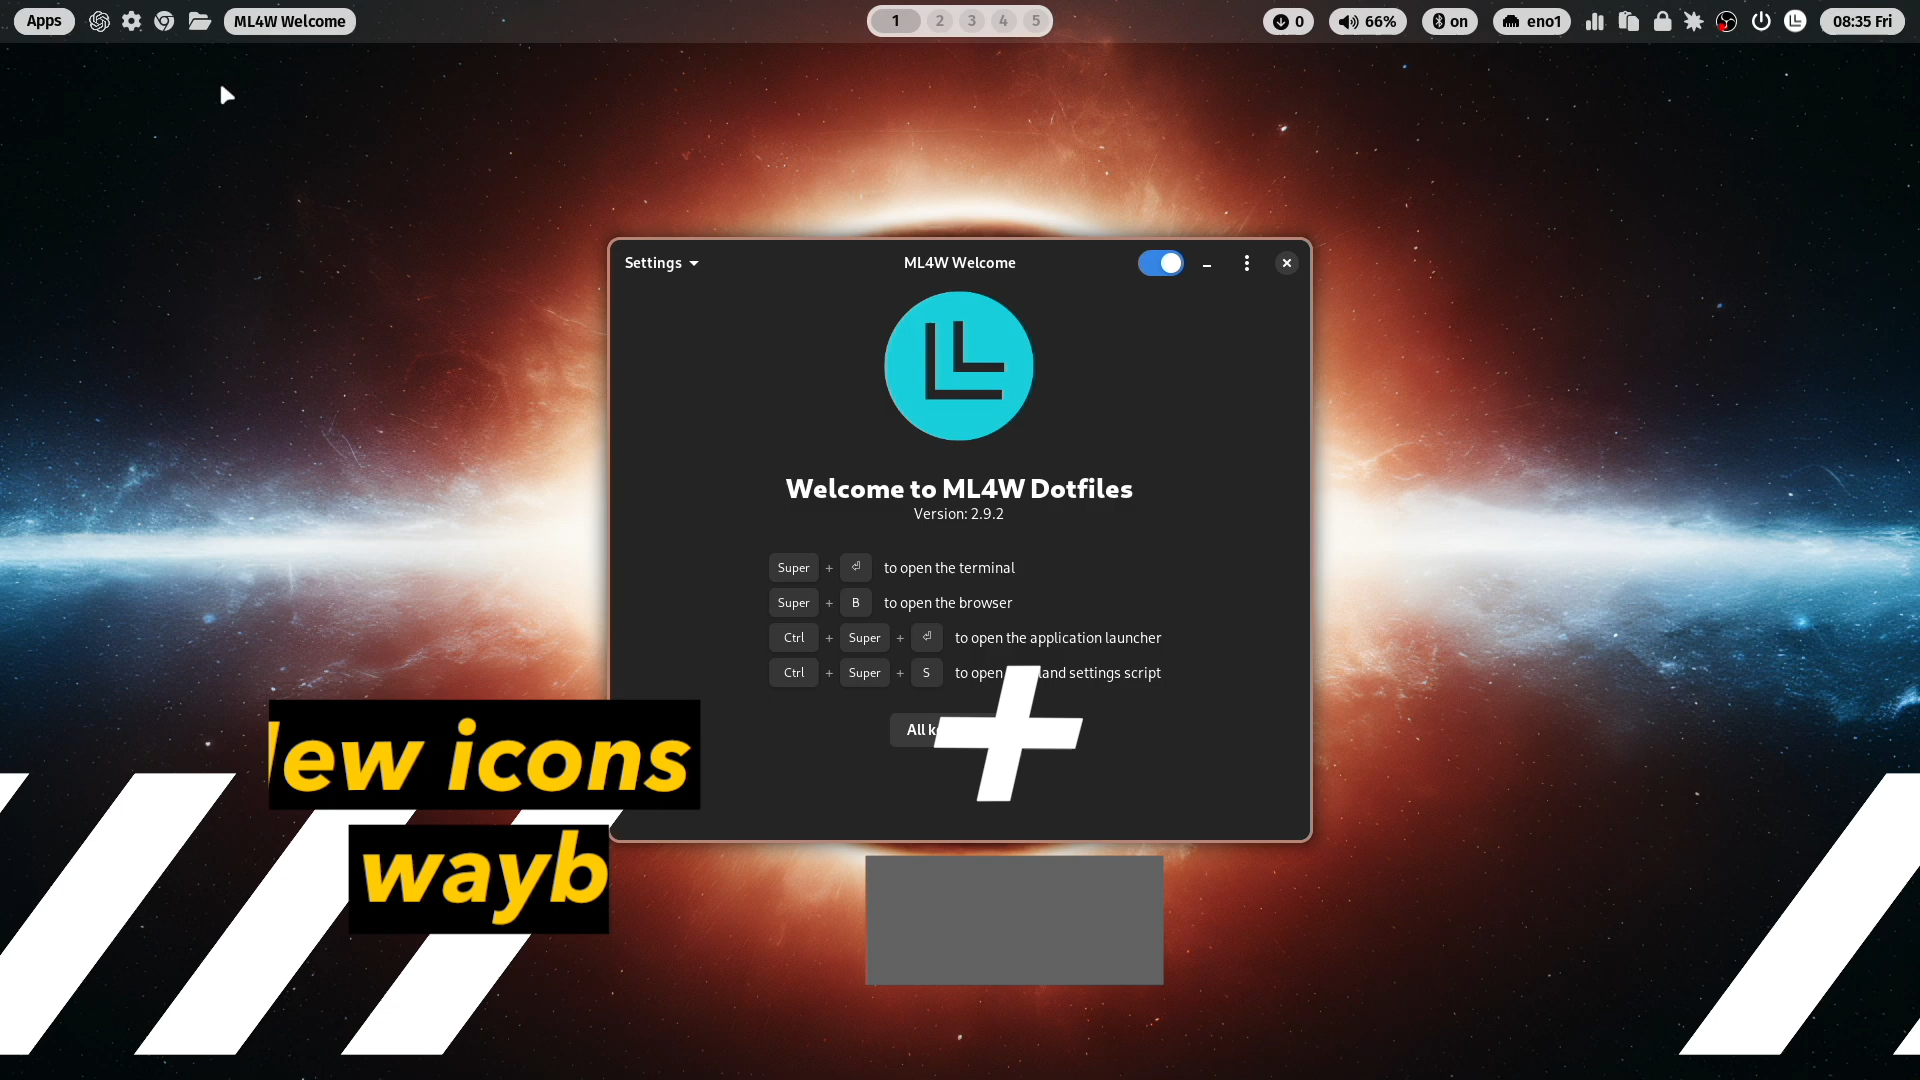 Apps ML4W Welcome 1 2 3 4 5 0 66% on eno1 08:35 Fri
Settings ML4W Welcome
Welcome to ML4W Dotfiles
Version: 2.9.2
Super + ⏎ to open the terminal
Super + B to open the browser
Ctrl + Super + ⏎ to open the application launcher
Ctrl + Super + S to open land settings script
All k
ew icons
wayb
+